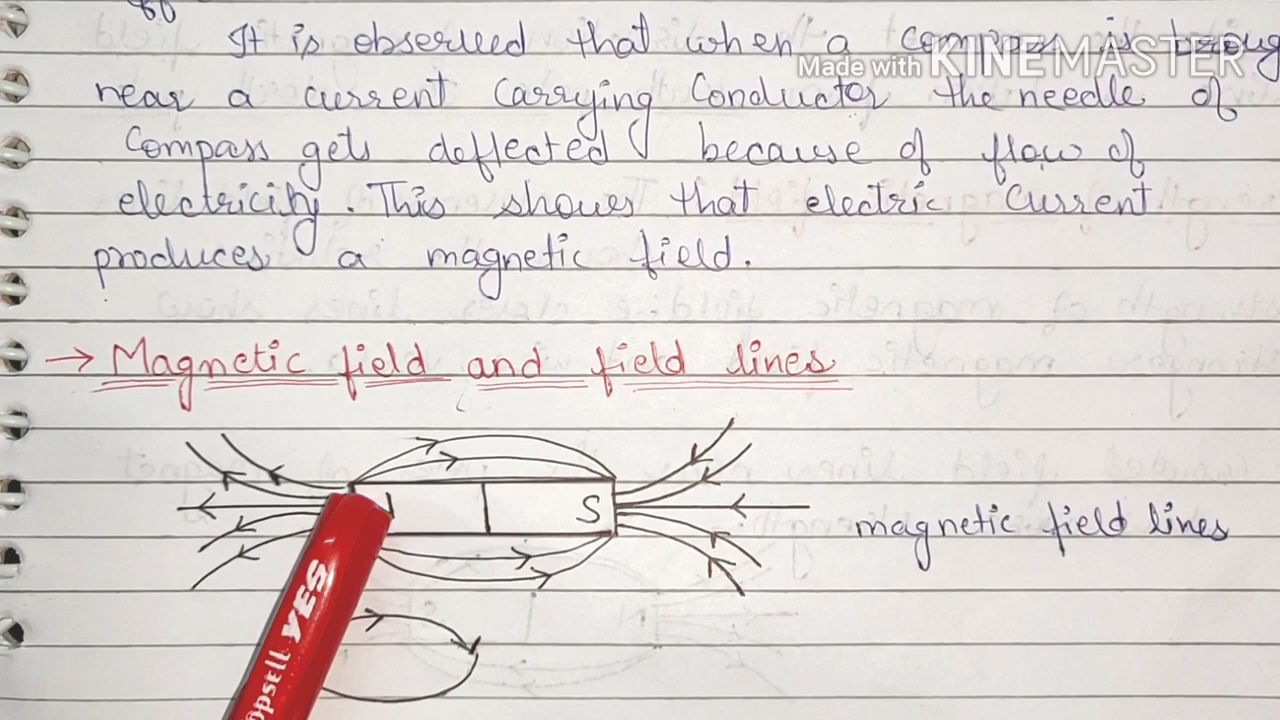 It is observed that when a compass is broug
Made with KINEMASTER
near a current carrying Conductor the needle of
Compass gets deflected because of flow of
electricity. This shows that electric Current
produces a magnetic field.
→ Magnetic field and field lines
S
magnetic field lines
YES